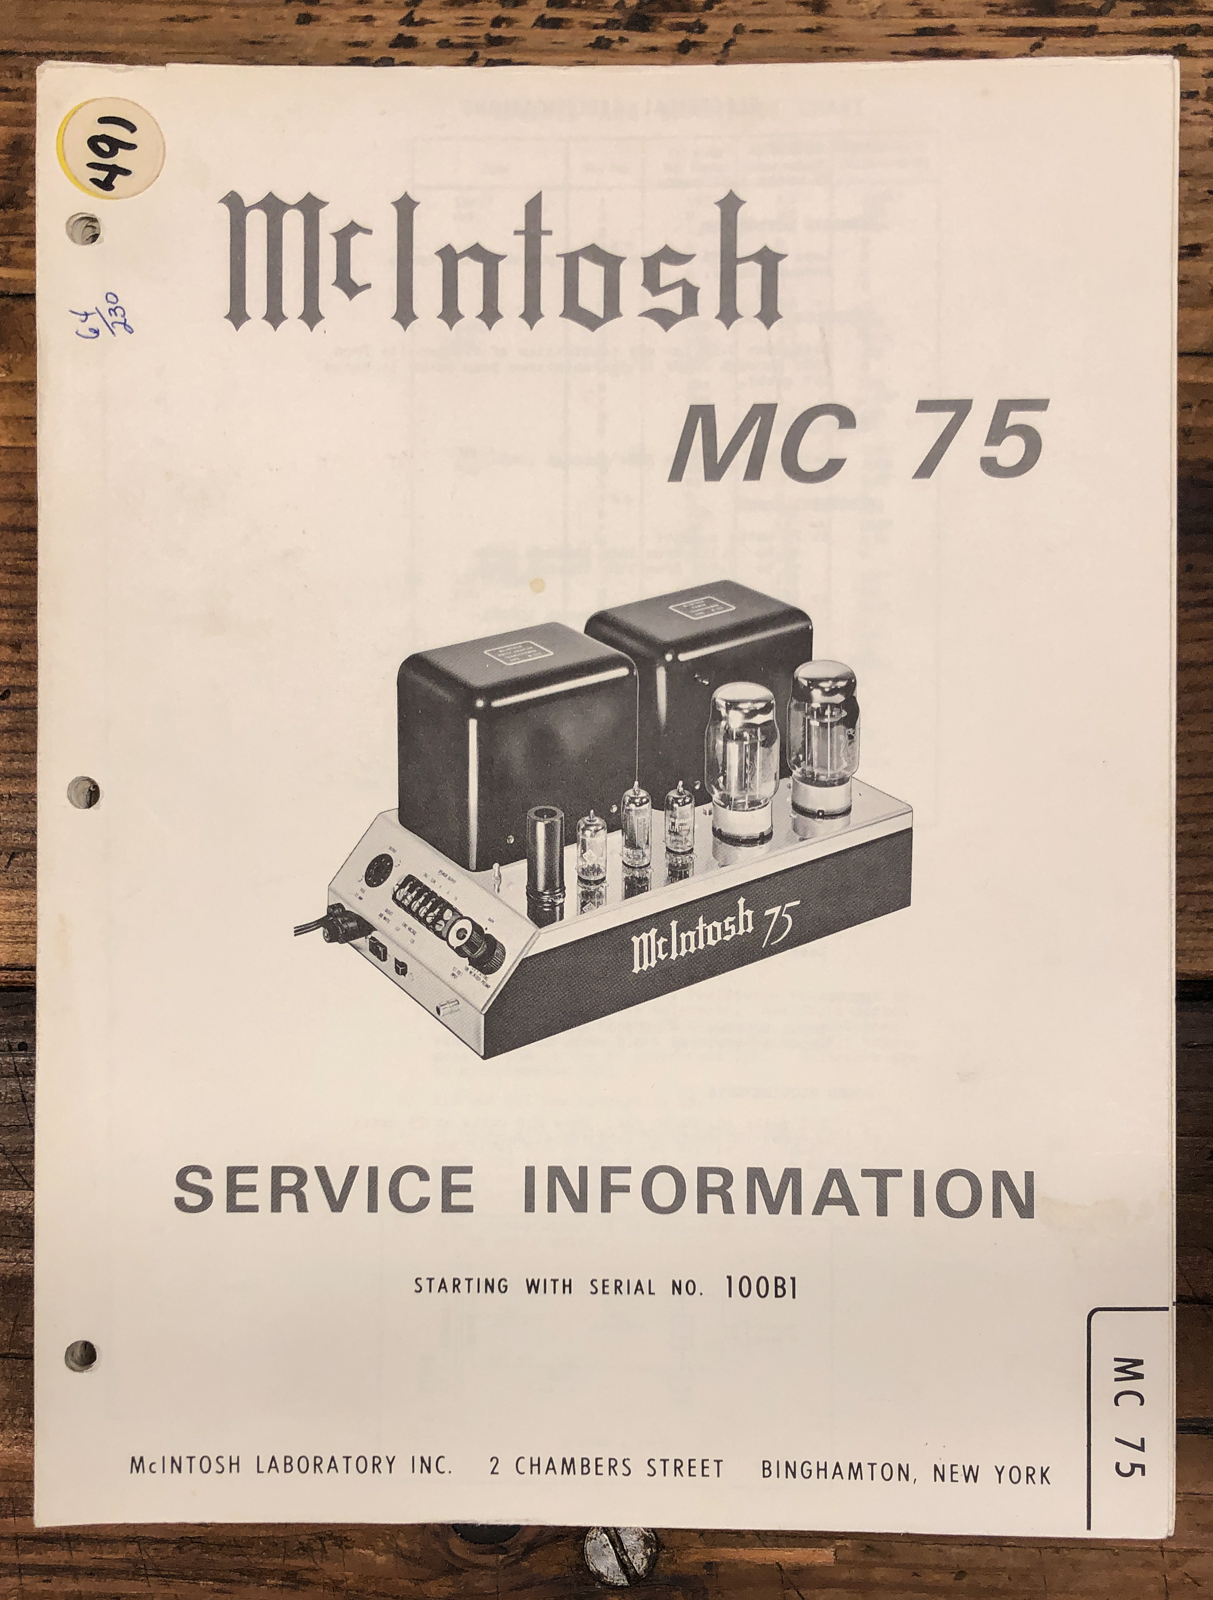 164
64/230
McIntosh
MC 75
McIntosh 75
SERVICE INFORMATION
STARTING WITH SERIAL NO. 100B1
MC 75
McINTOSH LABORATORY INC. 2 CHAMBERS STREET BINGHAMTON, NEW YORK